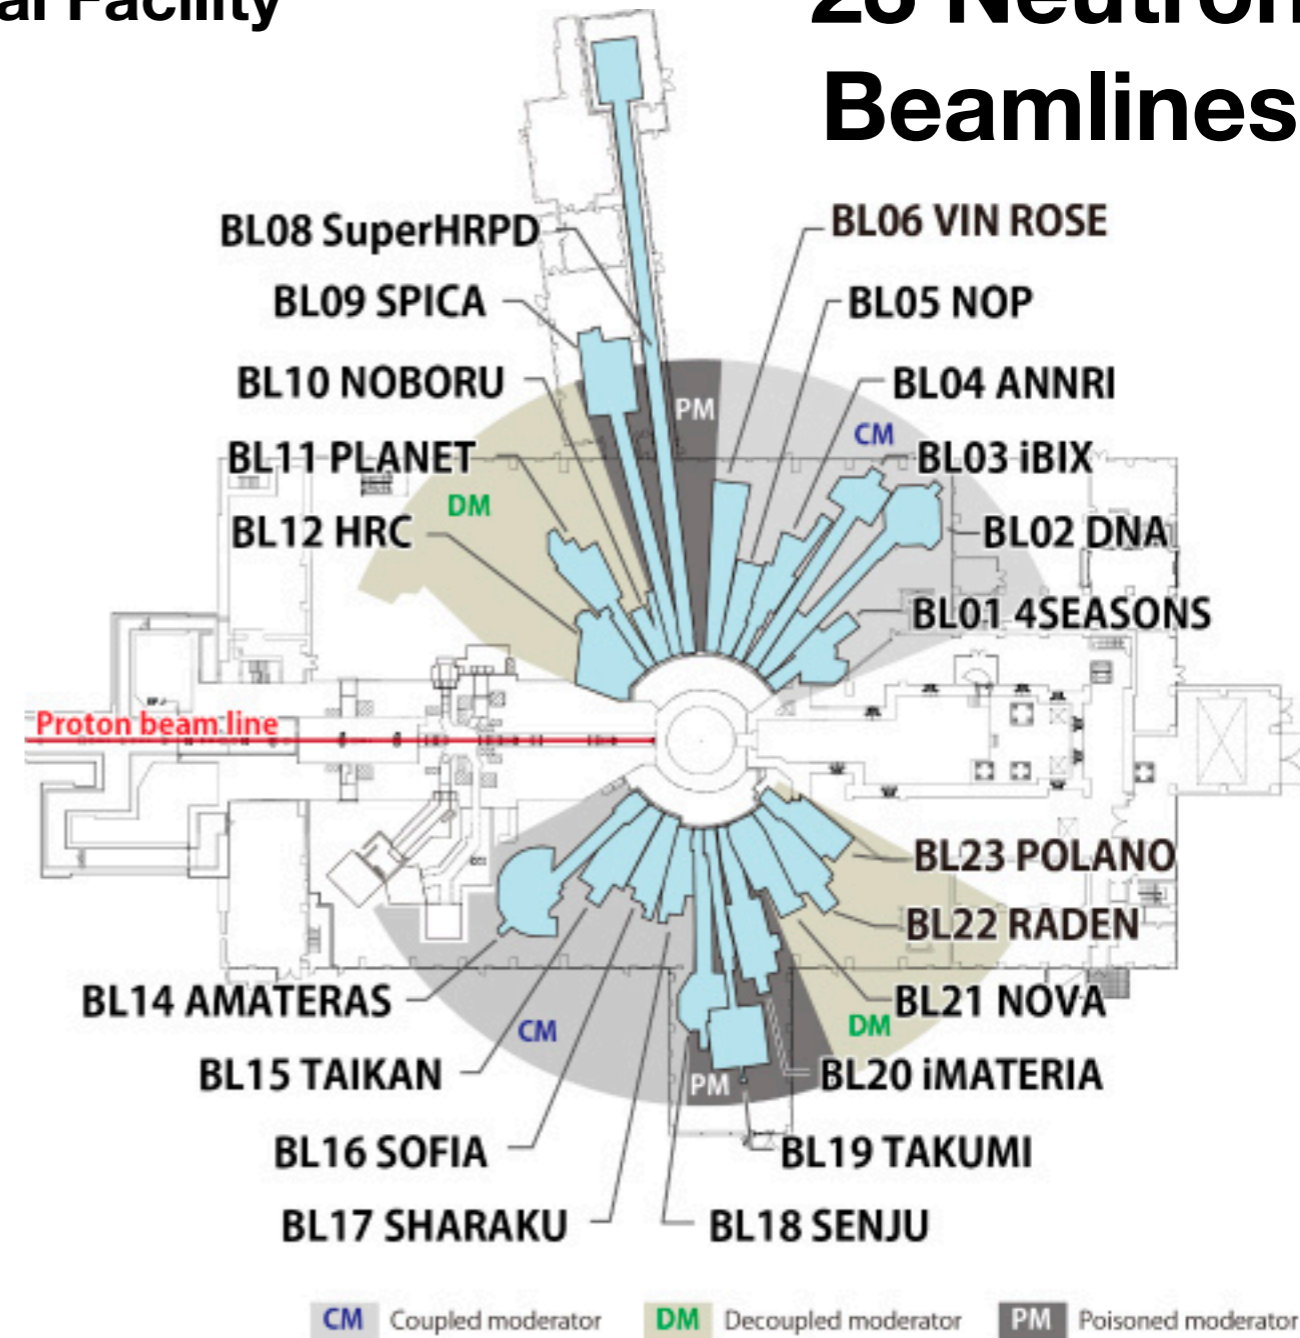 al Facility
Neutron
Beamlines
BL08 SuperHRPD
BL06 VIN ROSE
BL09 SPICA
BL05 NOP
BL10 NOBORU
PM
BL04 ANNRI
CM
BL11 PLANET
BL03 iBIX
DM
BL12 HRC
BL02 DNA
BL01 4SEASONS
Proton beam line
BL23 POLANO
BL22 RADEN
BL14 AMATERAS
BL21 NOVA
CM
DM
BL15 TAIKAN
PM
BL20 iMATERIA
BL16 SOFIA
BL19 TAKUMI
BL17 SHARAKU
BL18 SENJU
CM Coupled moderator
DM Decoupled moderator
PM Poisoned moderator